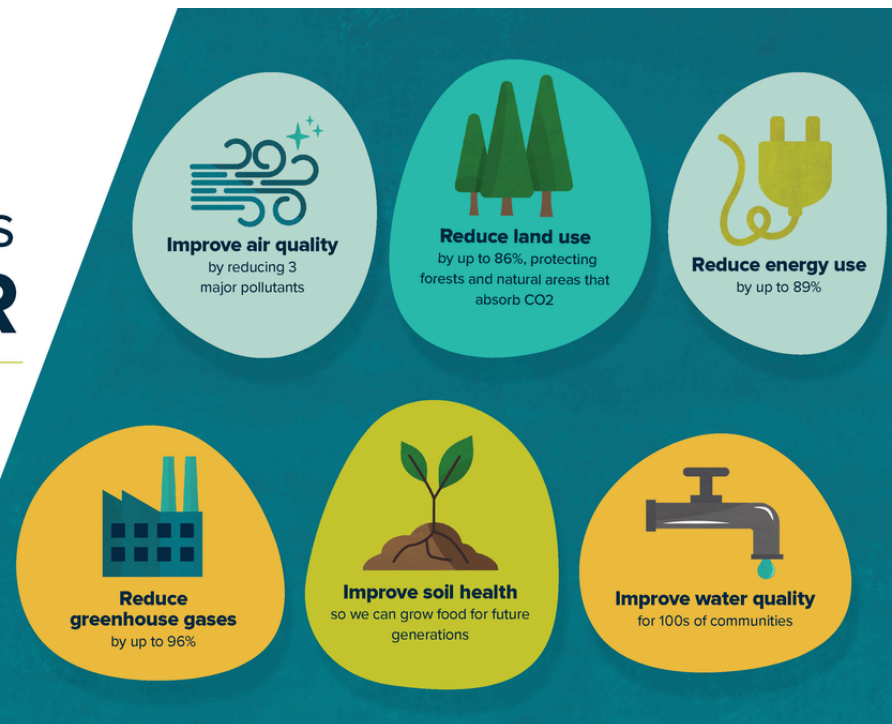 S
R
Improve air quality
by reducing 3
major pollutants
Reduce land use
by up to 86%, protecting
forests and natural areas that
absorb CO2
Reduce energy use
by up to 89%
Reduce
greenhouse gases
by up to 96%
Improve soil health
so we can grow food for future
generations
Improve water quality
for 100s of communities